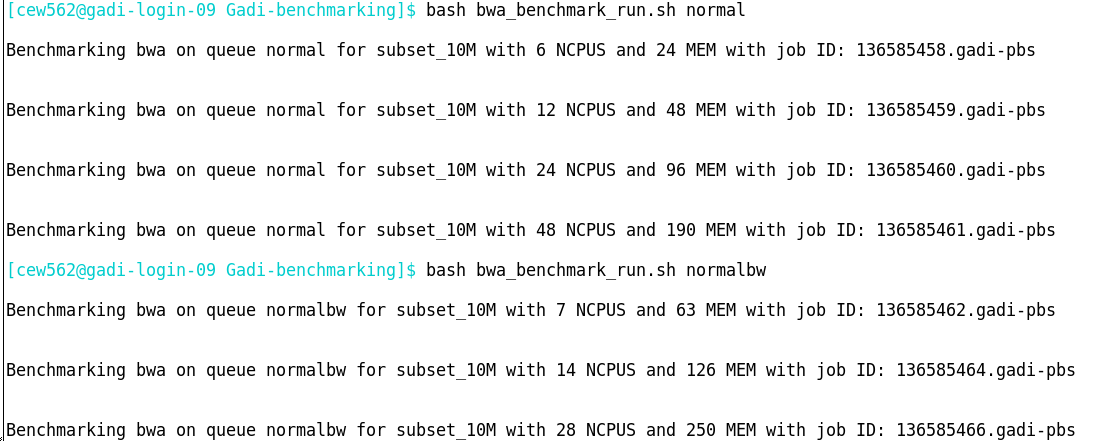 [cew562@gadi-login-09 Gadi-benchmarking]$ bash bwa_benchmark_run.sh normal
Benchmarking bwa on queue normal for subset_10M with 6 NCPUS and 24 MEM with job ID: 136585458.gadi-pbs
Benchmarking bwa on queue normal for subset_10M with 12 NCPUS and 48 MEM with job ID: 136585459.gadi-pbs
Benchmarking bwa on queue normal for subset_10M with 24 NCPUS and 96 MEM with job ID: 136585460.gadi-pbs
Benchmarking bwa on queue normal for subset_10M with 48 NCPUS and 190 MEM with job ID: 136585461.gadi-pbs
[cew562@gadi-login-09 Gadi-benchmarking]$ bash bwa_benchmark_run.sh normalbw
Benchmarking bwa on queue normalbw for subset_10M with 7 NCPUS and 63 MEM with job ID: 136585462.gadi-pbs
Benchmarking bwa on queue normalbw for subset_10M with 14 NCPUS and 126 MEM with job ID: 136585464.gadi-pbs
Benchmarking bwa on queue normalbw for subset_10M with 28 NCPUS and 250 MEM with job ID: 136585466.gadi-pbs